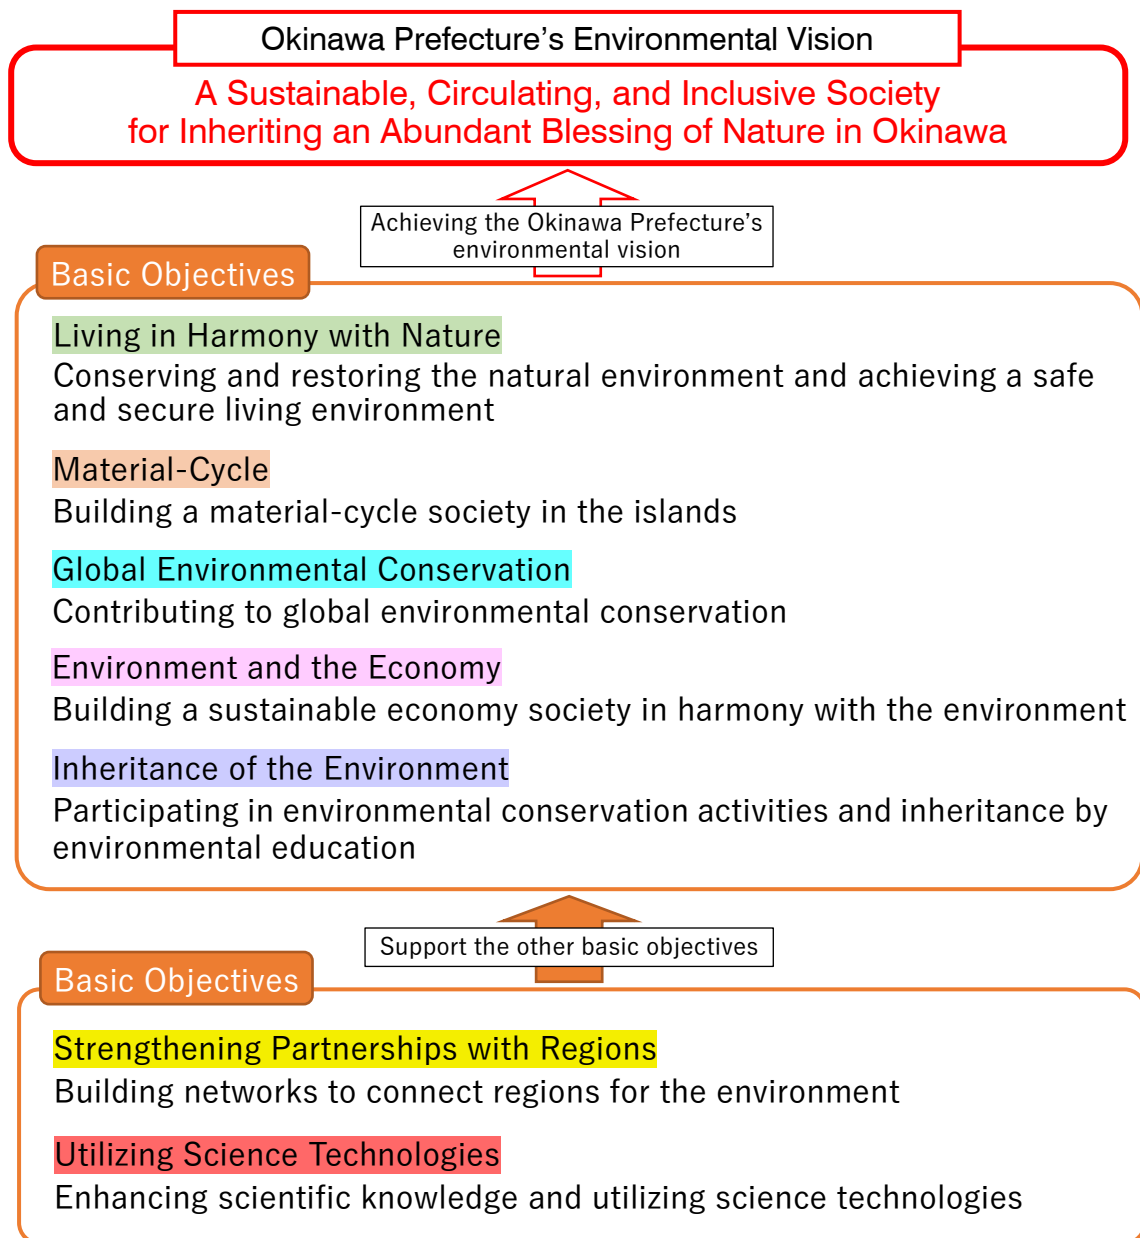 Okinawa Prefecture's Environmental Vision
A Sustainable, Circulating, and Inclusive Society
for Inheriting an Abundant Blessing of Nature in Okinawa
Achieving the Okinawa Prefecture's
environmental vision
Basic Objectives
Living in Harmony with Nature
Conserving and restoring the natural environment and achieving a safe
and secure living environment
Material-Cycle
Building a material-cycle society in the islands
Global Environmental Conservation
Contributing to global environmental conservation
Environment and the Economy
Building a sustainable economy society in harmony with the environment
Inheritance of the Environment
Participating in environmental conservation activities and inheritance by
environmental education
Support the other basic objectives
Basic Objectives
Strengthening Partnerships with Regions
Building networks to connect regions for the environment
Utilizing Science Technologies
Enhancing scientific knowledge and utilizing science technologies